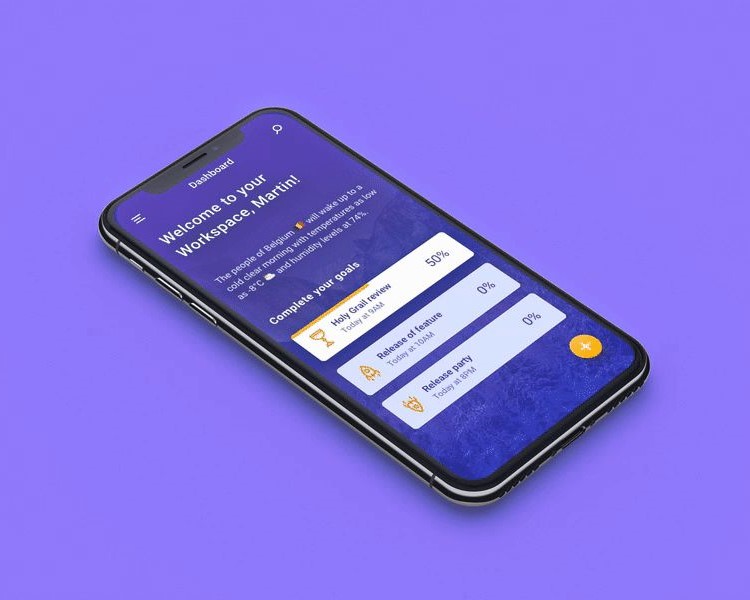 Dashboard
Welcome to your
Workspace, Martin!
The people of Belgium 🇧🇪 will wake up to a
cold clear morning with temperatures as low
as -8°C ☁️ and humidity levels at 74%.
Complete your goals
Holy Grail review
Today at 9AM
50%
Release of feature
Today at 10AM
0%
Release party
Today at 8PM
0%